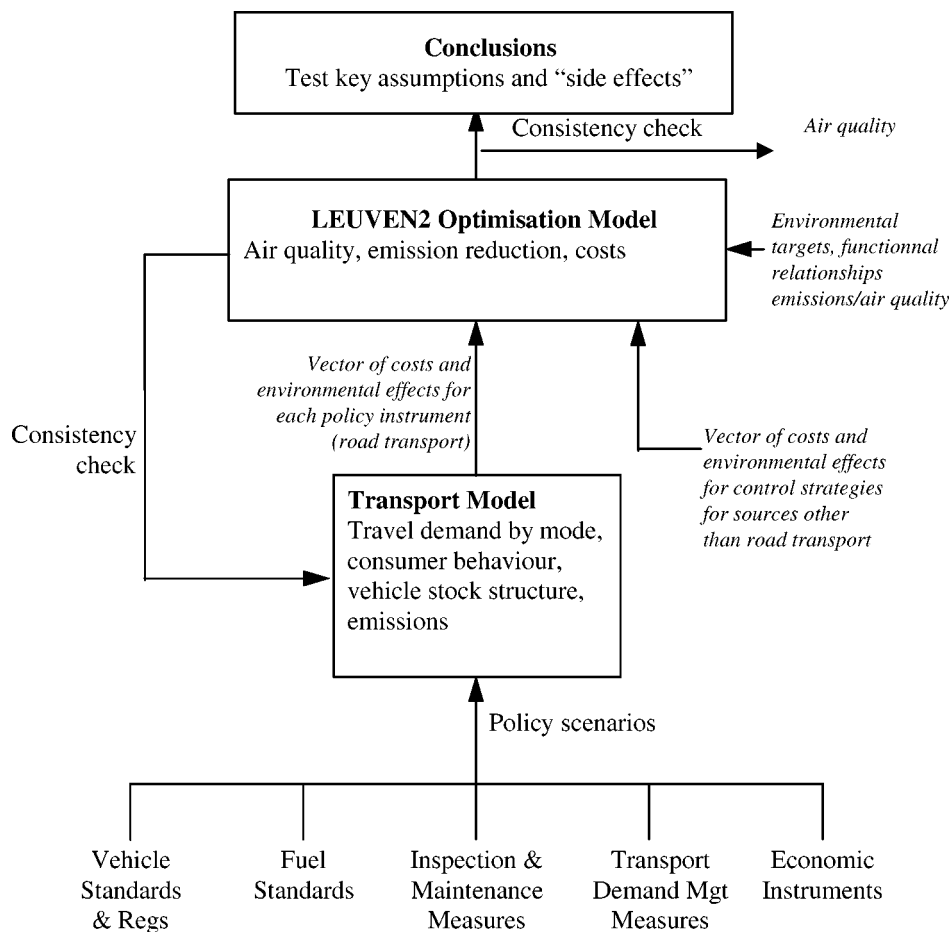 Conclusions
Test key assumptions and “side effects”
Consistency check
Air quality
LEUVEN2 Optimisation Model
Air quality, emission reduction, costs
Environmental
targets, functionnal
relationships
emissions/air quality
Vector of costs and
environmental effects for
each policy instrument
(road transport)
Consistency
check
Vector of costs and
environmental effects
for control strategies
for sources other
than road transport
Transport Model
Travel demand by mode,
consumer behaviour,
vehicle stock structure,
emissions
Policy scenarios
Vehicle
Standards
& Regs
Fuel
Standards
Inspection &
Maintenance
Measures
Transport
Demand Mgt
Measures
Economic
Instruments